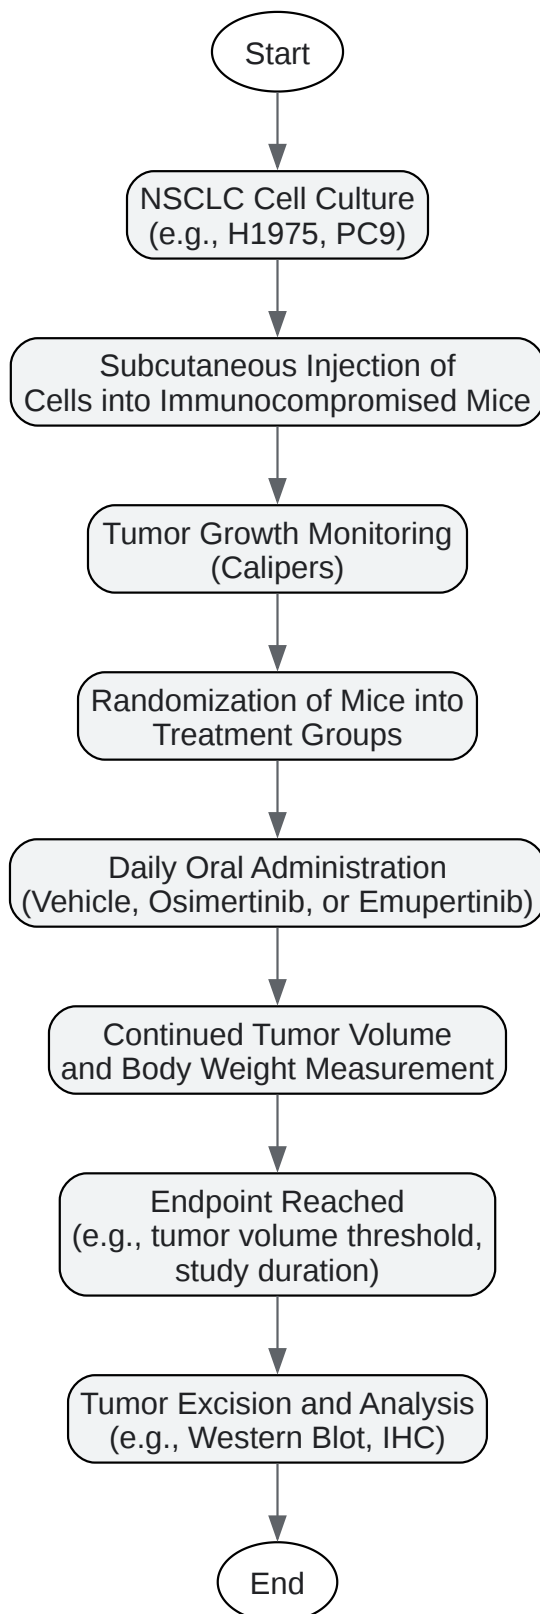 Start
NSCLC Cell Culture
(e.g., H1975, PC9)
Subcutaneous Injection of
Cells into Immunocompromised Mice
Tumor Growth Monitoring
(Calipers)
Randomization of Mice into
Treatment Groups
Daily Oral Administration
(Vehicle, Osimertinib, or Emupertinib)
Continued Tumor Volume
and Body Weight Measurement
Endpoint Reached
(e.g., tumor volume threshold,
study duration)
Tumor Excision and Analysis
(e.g., Western Blot, IHC)
End